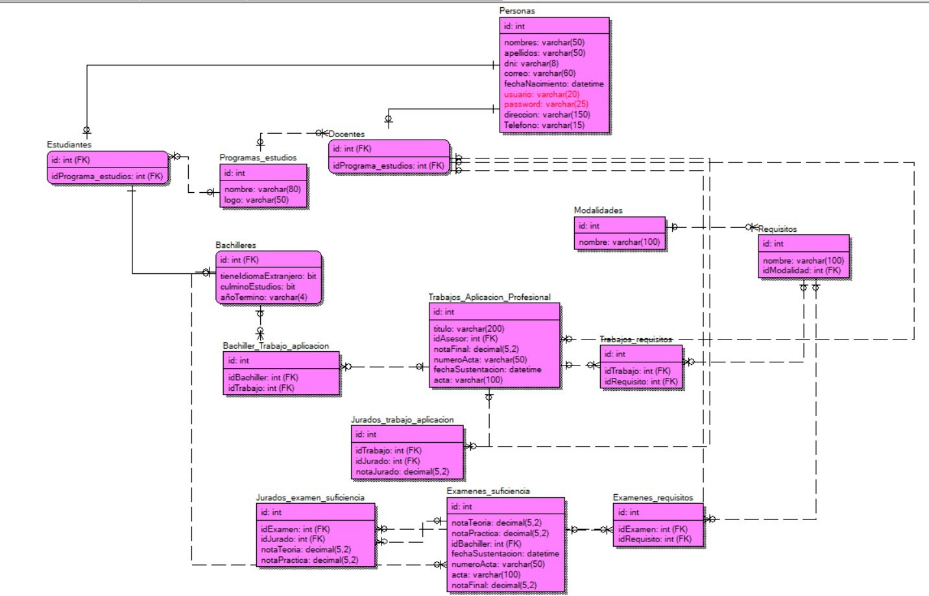 Personas
id: int
nombres: varchar(50)
apellidos: varchar(50)
dni: varchar(8)
correo: varchar(60)
fechaNacimiento: datetime
usuario: varchar(20)
password: varchar(25)
direccion: varchar(150)
Telefono: varchar(15)
Estudiantes
id: int (FK)
idPrograma_estudios: int (FK)
Programas_estudios
id: int
nombre: varchar(80)
logo: varchar(50)
Docentes
id: int (FK)
idPrograma_estudios: int (FK)
Modalidades
id: int
nombre: varchar(100)
Requisitos
id: int
nombre: varchar(100)
idModalidad: int (FK)
Bachilleres
id: int (FK)
tieneIdiomaExtranjero: bit
culminoEstudios: bit
añoTermino: varchar(4)
Trabajos_Aplicacion_Profesional
id: int
titulo: varchar(200)
idAsesor: int (FK)
notaFinal: decimal(5,2)
numeroActa: varchar(50)
fechaSustentacion: datetime
acta: varchar(100)
Bachiller_Trabajo_aplicacion
id: int
idBachiller: int (FK)
idTrabajo: int (FK)
Trabajos_requisitos
id: int
idTrabajo: int (FK)
idRequisito: int (FK)
Jurados_trabajo_aplicacion
id: int
idTrabajo: int (FK)
idJurado: int (FK)
notaJurado: decimal(5,2)
Jurados_examen_suficiencia
id: int
idExamen: int (FK)
idJurado: int (FK)
notaTeoria: decimal(5,2)
notaPractica: decimal(5,2)
Examenes_suficiencia
id: int
notaTeoria: decimal(5,2)
notaPractica: decimal(5,2)
idBachiller: int (FK)
fechaSustentacion: datetime
numeroActa: varchar(50)
acta: varchar(100)
notaFinal: decimal(5,2)
Examenes_requisitos
id: int
idExamen: int (FK)
idRequisito: int (FK)